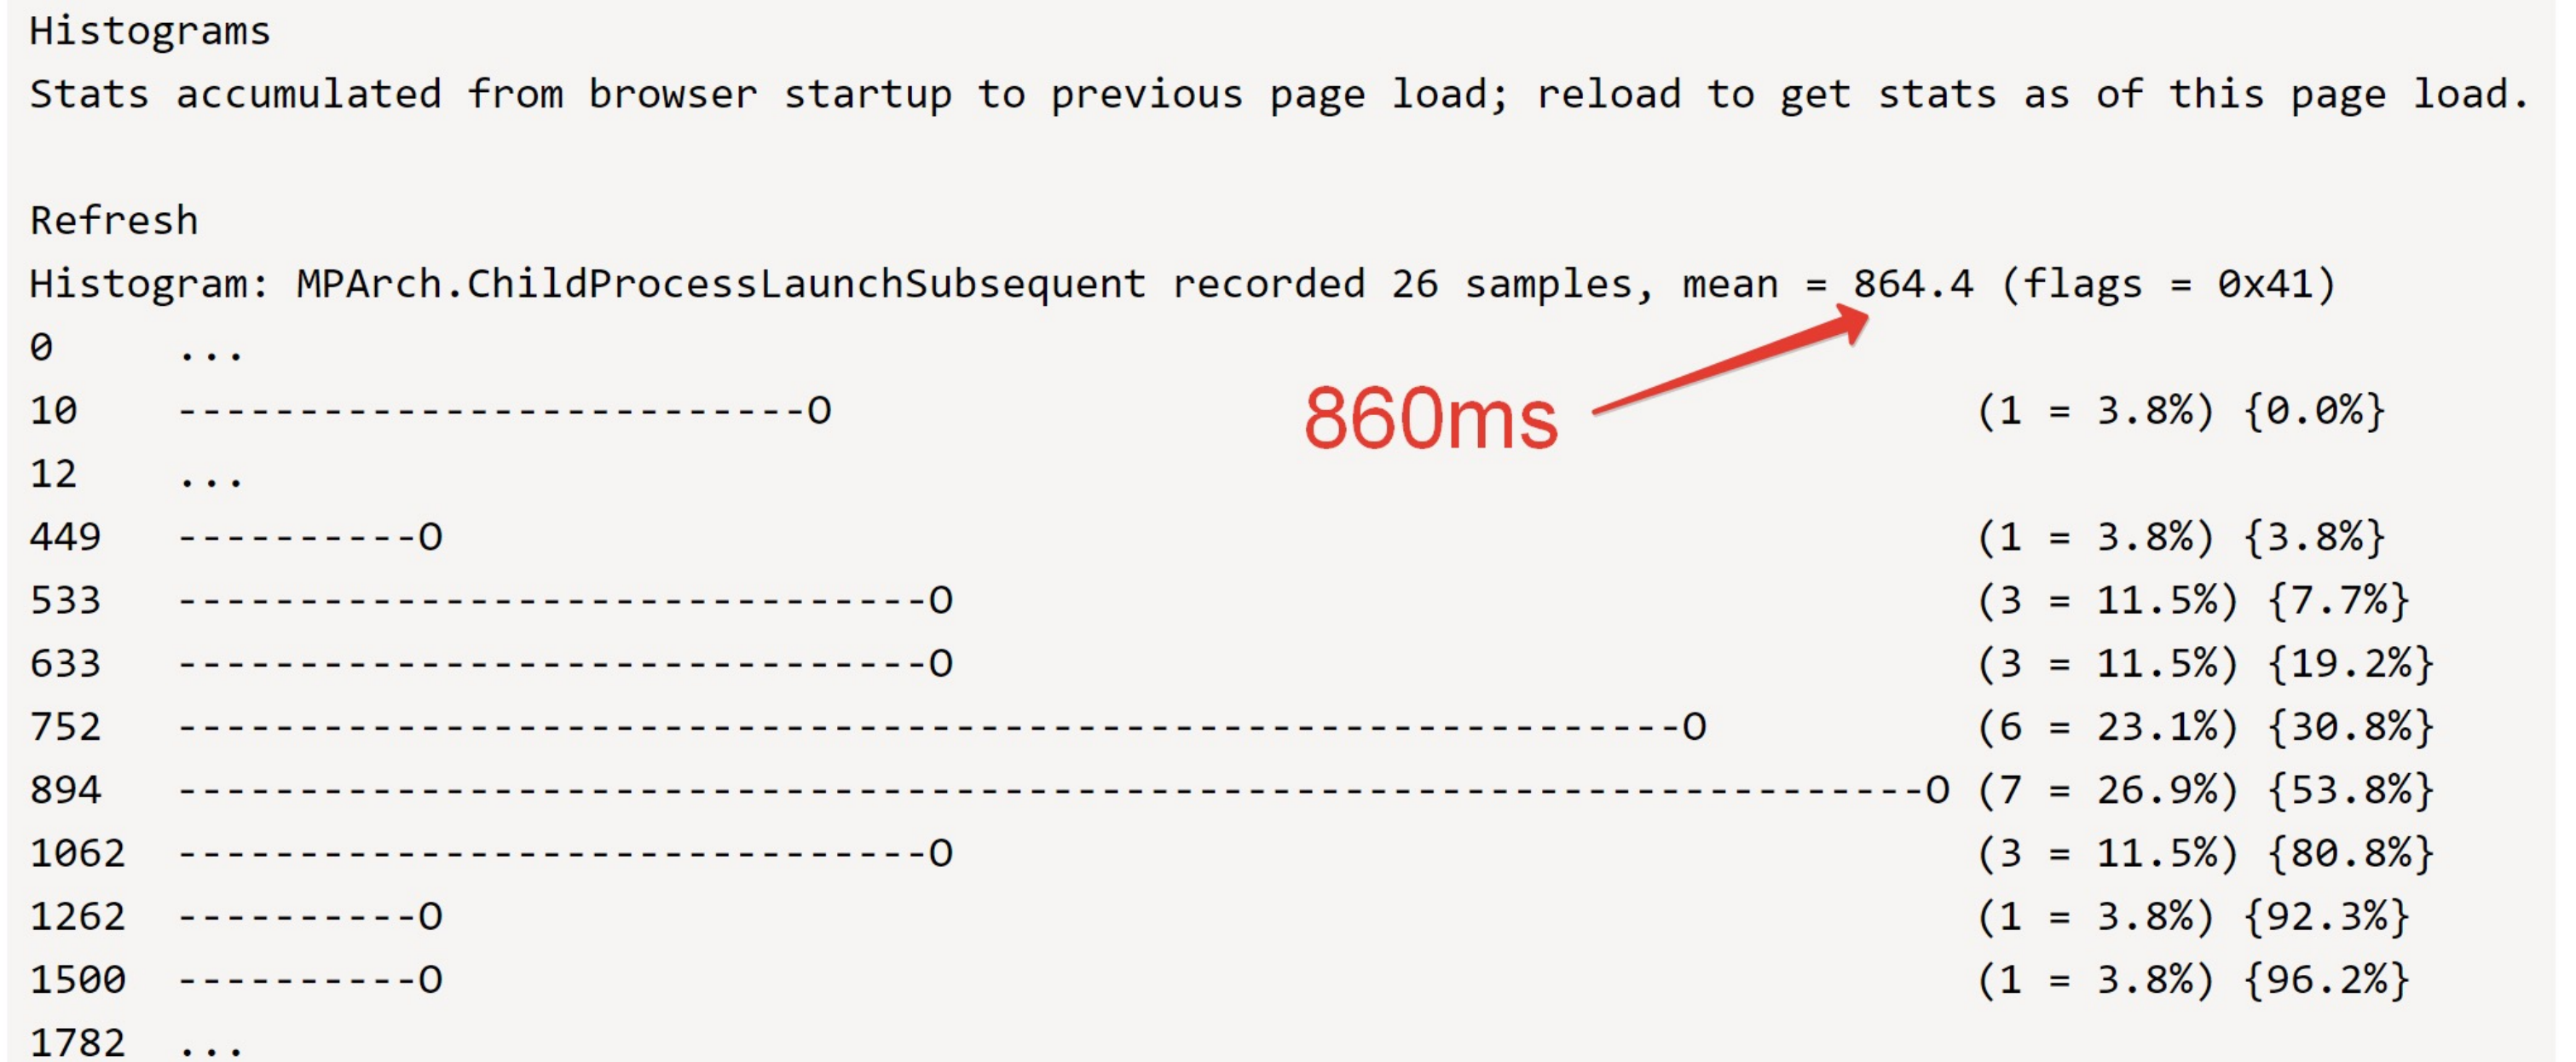 Histograms
Stats accumulated from browser startup to previous page load; reload to get stats as of this page load.
Refresh
Histogram: MPArch.ChildProcessLaunchSubsequent recorded 26 samples, mean = 864.4 (flags = 0x41)
0 ...
10 --------------------------O (1 = 3.8%) {0.0%}
860ms
12 ...
449 ----------O (1 = 3.8%) {3.8%}
533 -------------------------------O (3 = 11.5%) {7.7%}
633 -------------------------------O (3 = 11.5%) {19.2%}
752 --------------------------------------------------------------O (6 = 23.1%) {30.8%}
894 ------------------------------------------------------------------------O (7 = 26.9%) {53.8%}
1062 -------------------------------O (3 = 11.5%) {80.8%}
1262 ----------O (1 = 3.8%) {92.3%}
1500 ----------O (1 = 3.8%) {96.2%}
1782 ...